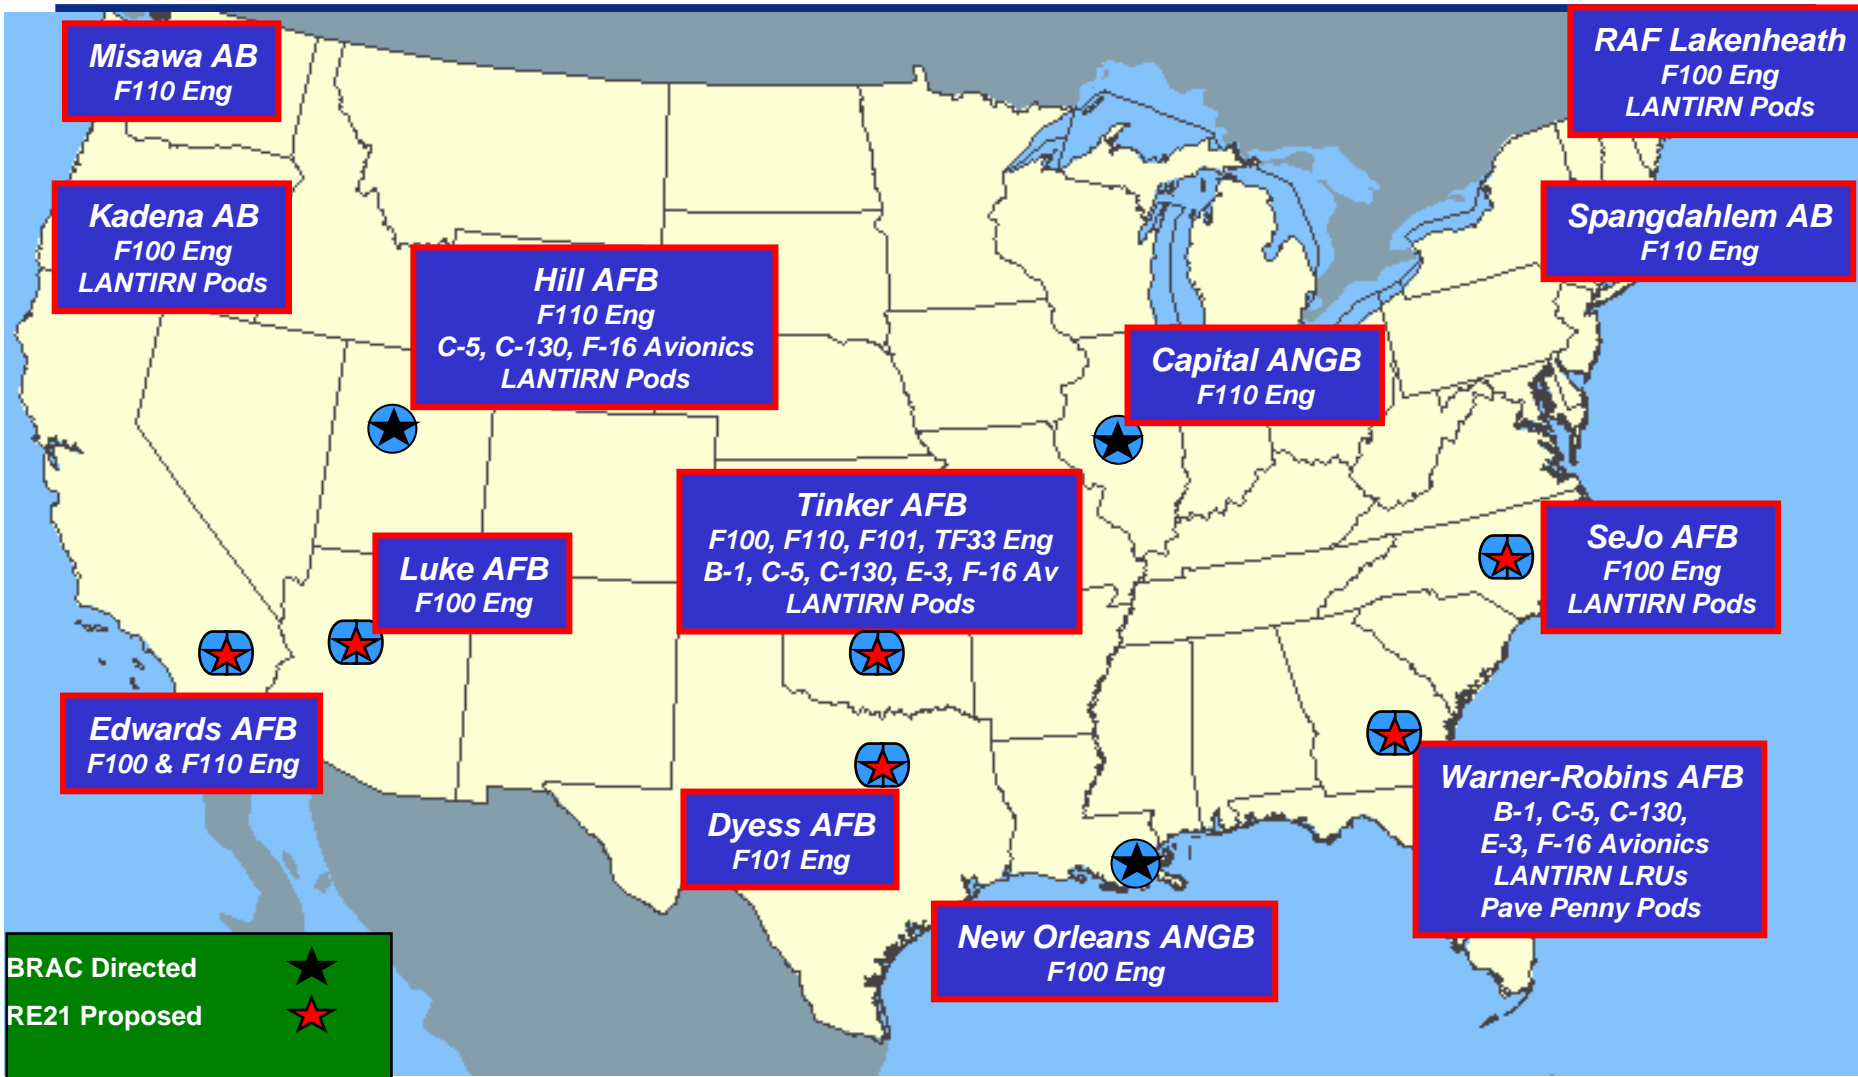 Misawa AB
F110 Eng
RAF Lakenheath
F100 Eng
LANTIRN Pods
Kadena AB
F100 Eng
LANTIRN Pods
Spangdahlem AB
F110 Eng
Hill AFB
F110 Eng
C-5, C-130, F-16 Avionics
LANTIRN Pods
Capital ANGB
F110 Eng
Tinker AFB
F100, F110, F101, TF33 Eng
B-1, C-5, C-130, E-3, F-16 Av
LANTIRN Pods
Luke AFB
F100 Eng
SeJo AFB
F100 Eng
LANTIRN Pods
Edwards AFB
F100 & F110 Eng
Dyess AFB
F101 Eng
Warner-Robins AFB
B-1, C-5, C-130,
E-3, F-16 Avionics
LANTIRN LRUs
Pave Penny Pods
New Orleans ANGB
F100 Eng
BRAC Directed
RE21 Proposed